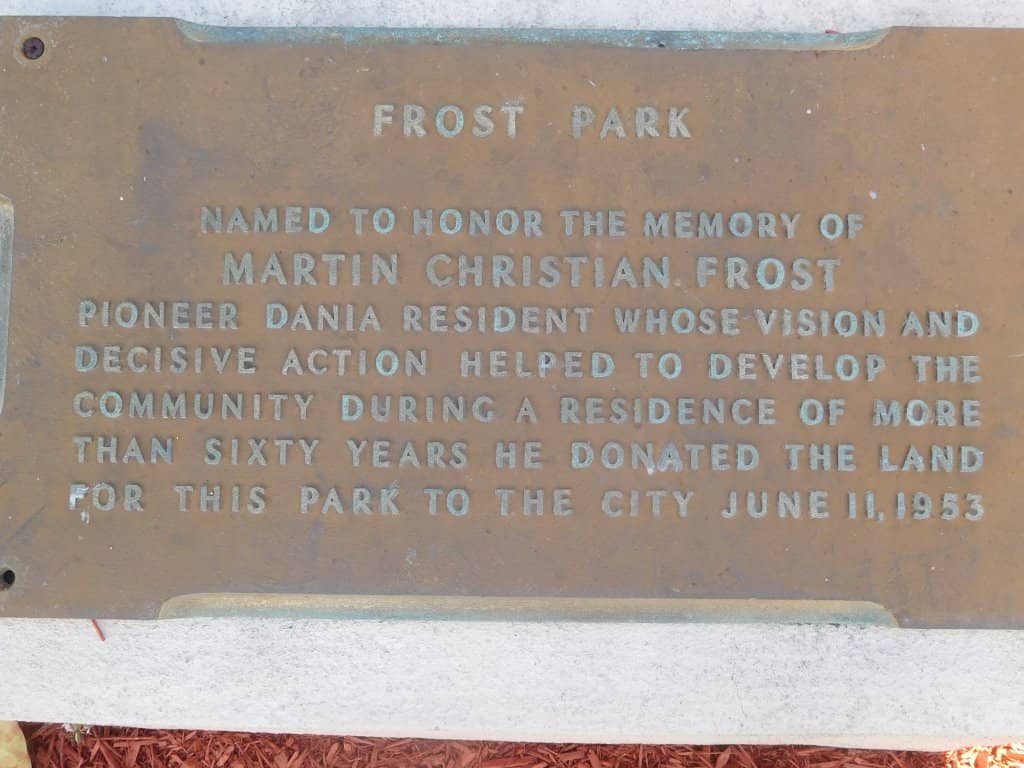 FROST PARK
NAMED TO HONOR THE MEMORY OF
MARTIN CHRISTIAN FROST
PIONEER DANIA RESIDENT WHOSE VISION AND
DECISIVE ACTION HELPED TO DEVELOP THE
COMMUNITY DURING A RESIDENCE OF MORE
THAN SIXTY YEARS HE DONATED THE LAND
FOR THIS PARK TO THE CITY JUNE 11, 1953